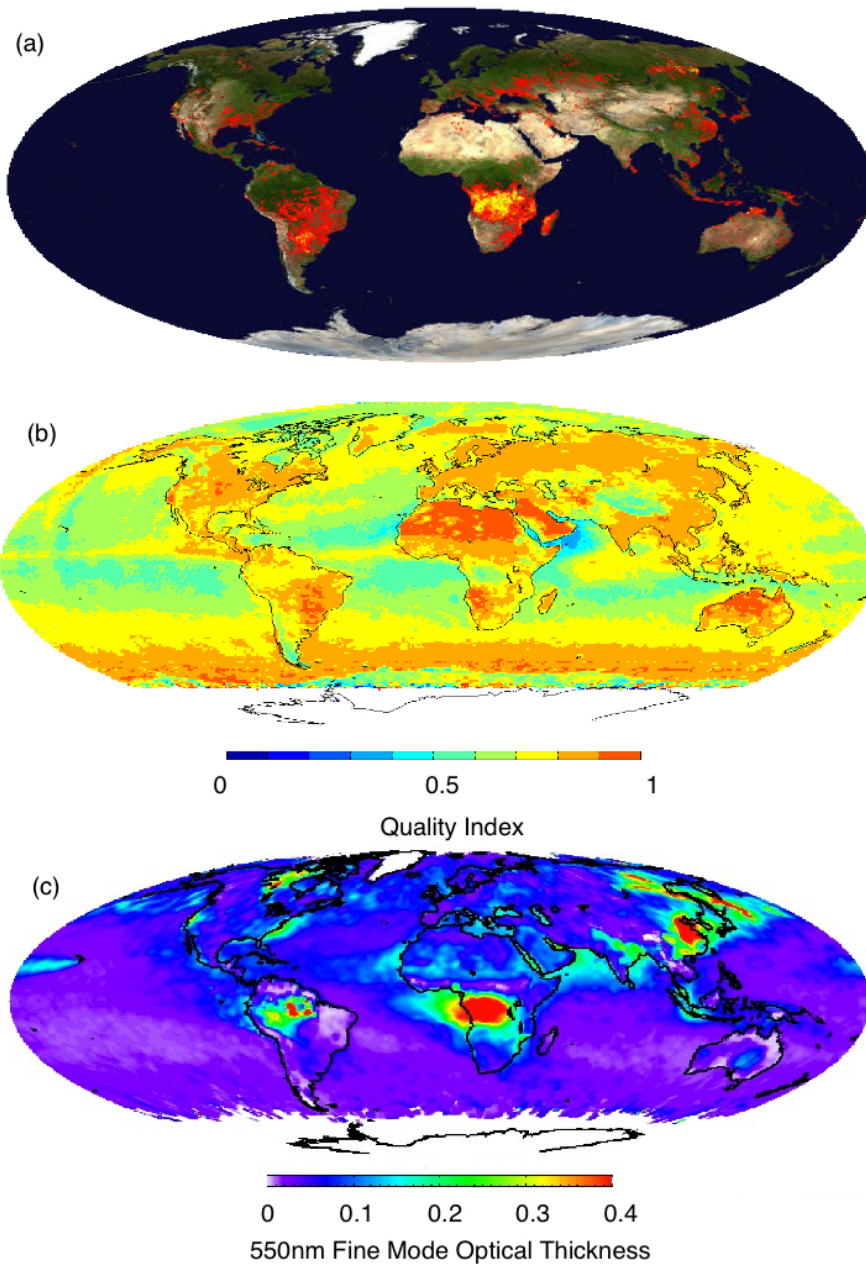 (a)
(b)
0 0.5 1
Quality Index
(c)
0 0.1 0.2 0.3 0.4
550nm Fine Mode Optical Thickness